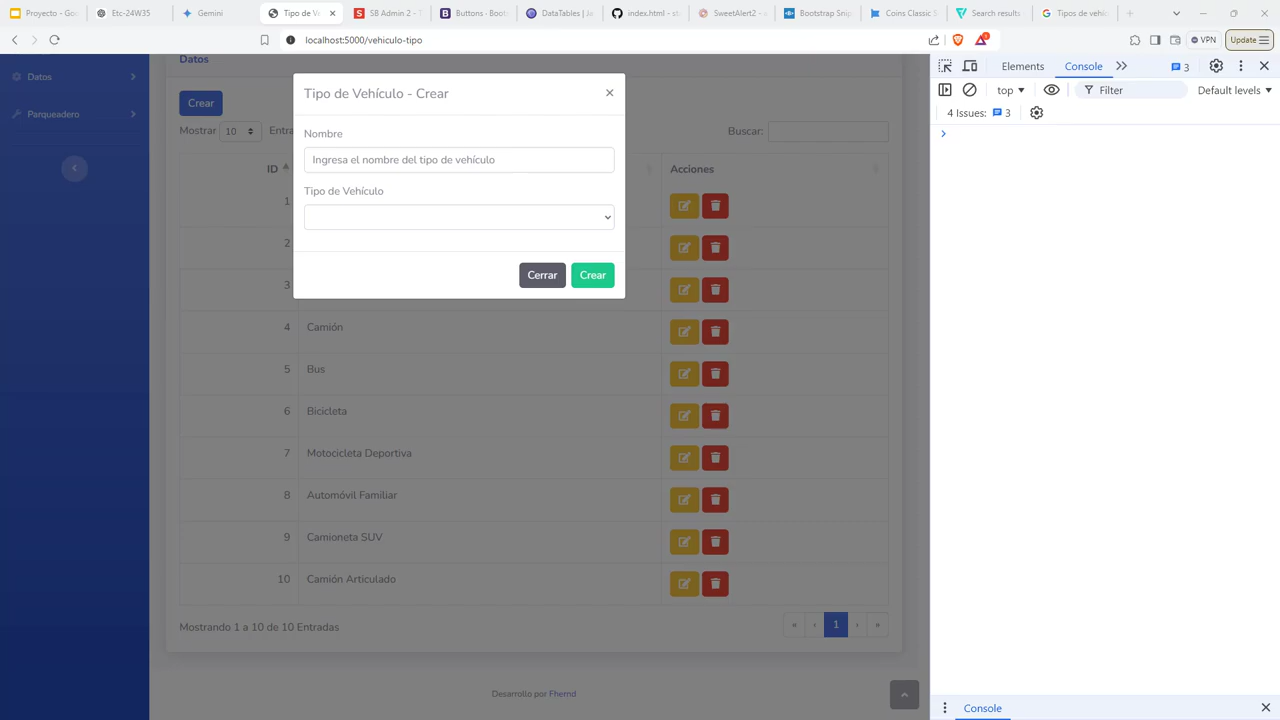 Proyecto - Goo
Etc-24W35
Gemini
Tipo de Ve
SB Admin 2 - T
Buttons · Boots
DataTables | Ja
index.html - st
SweetAlert2 - a
Bootstrap Snip
Coins Classic S
Search results
Tipos de vehíc
localhost:5000/vehiculo-tipo
VPN
Update
Datos
Parqueadero
Datos
Crear
Mostrar 10 Entra
Buscar:
ID
Acciones
1
2
3
4 Camión
5 Bus
6 Bicicleta
7 Motocicleta Deportiva
8 Automóvil Familiar
9 Camioneta SUV
10 Camión Articulado
Mostrando 1 a 10 de 10 Entradas
« ‹ 1 › »
Desarrollo por Fhernd
Tipo de Vehículo - Crear
×
Nombre
Ingresa el nombre del tipo de vehículo
Tipo de Vehículo
Cerrar
Crear
Elements
Console
3
top
Filter
Default levels
4 Issues: 3
Console